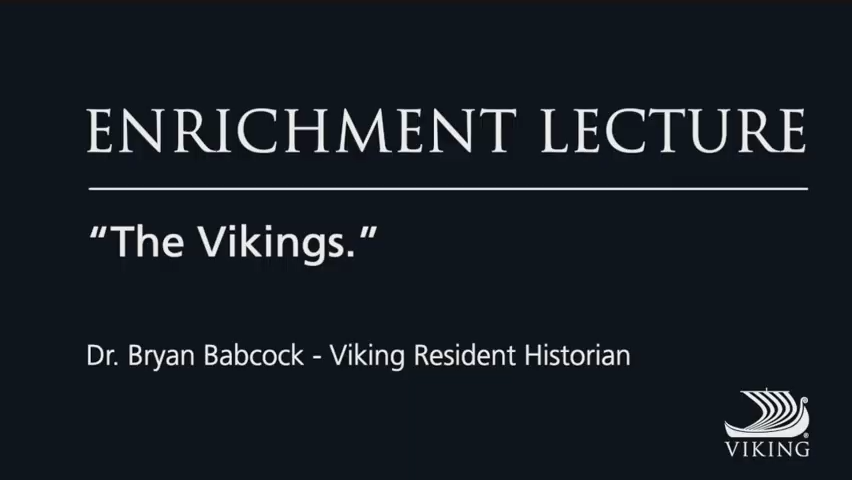 ENRICHMENT LECTURE
“The Vikings.”
Dr. Bryan Babcock - Viking Resident Historian
VIKING®